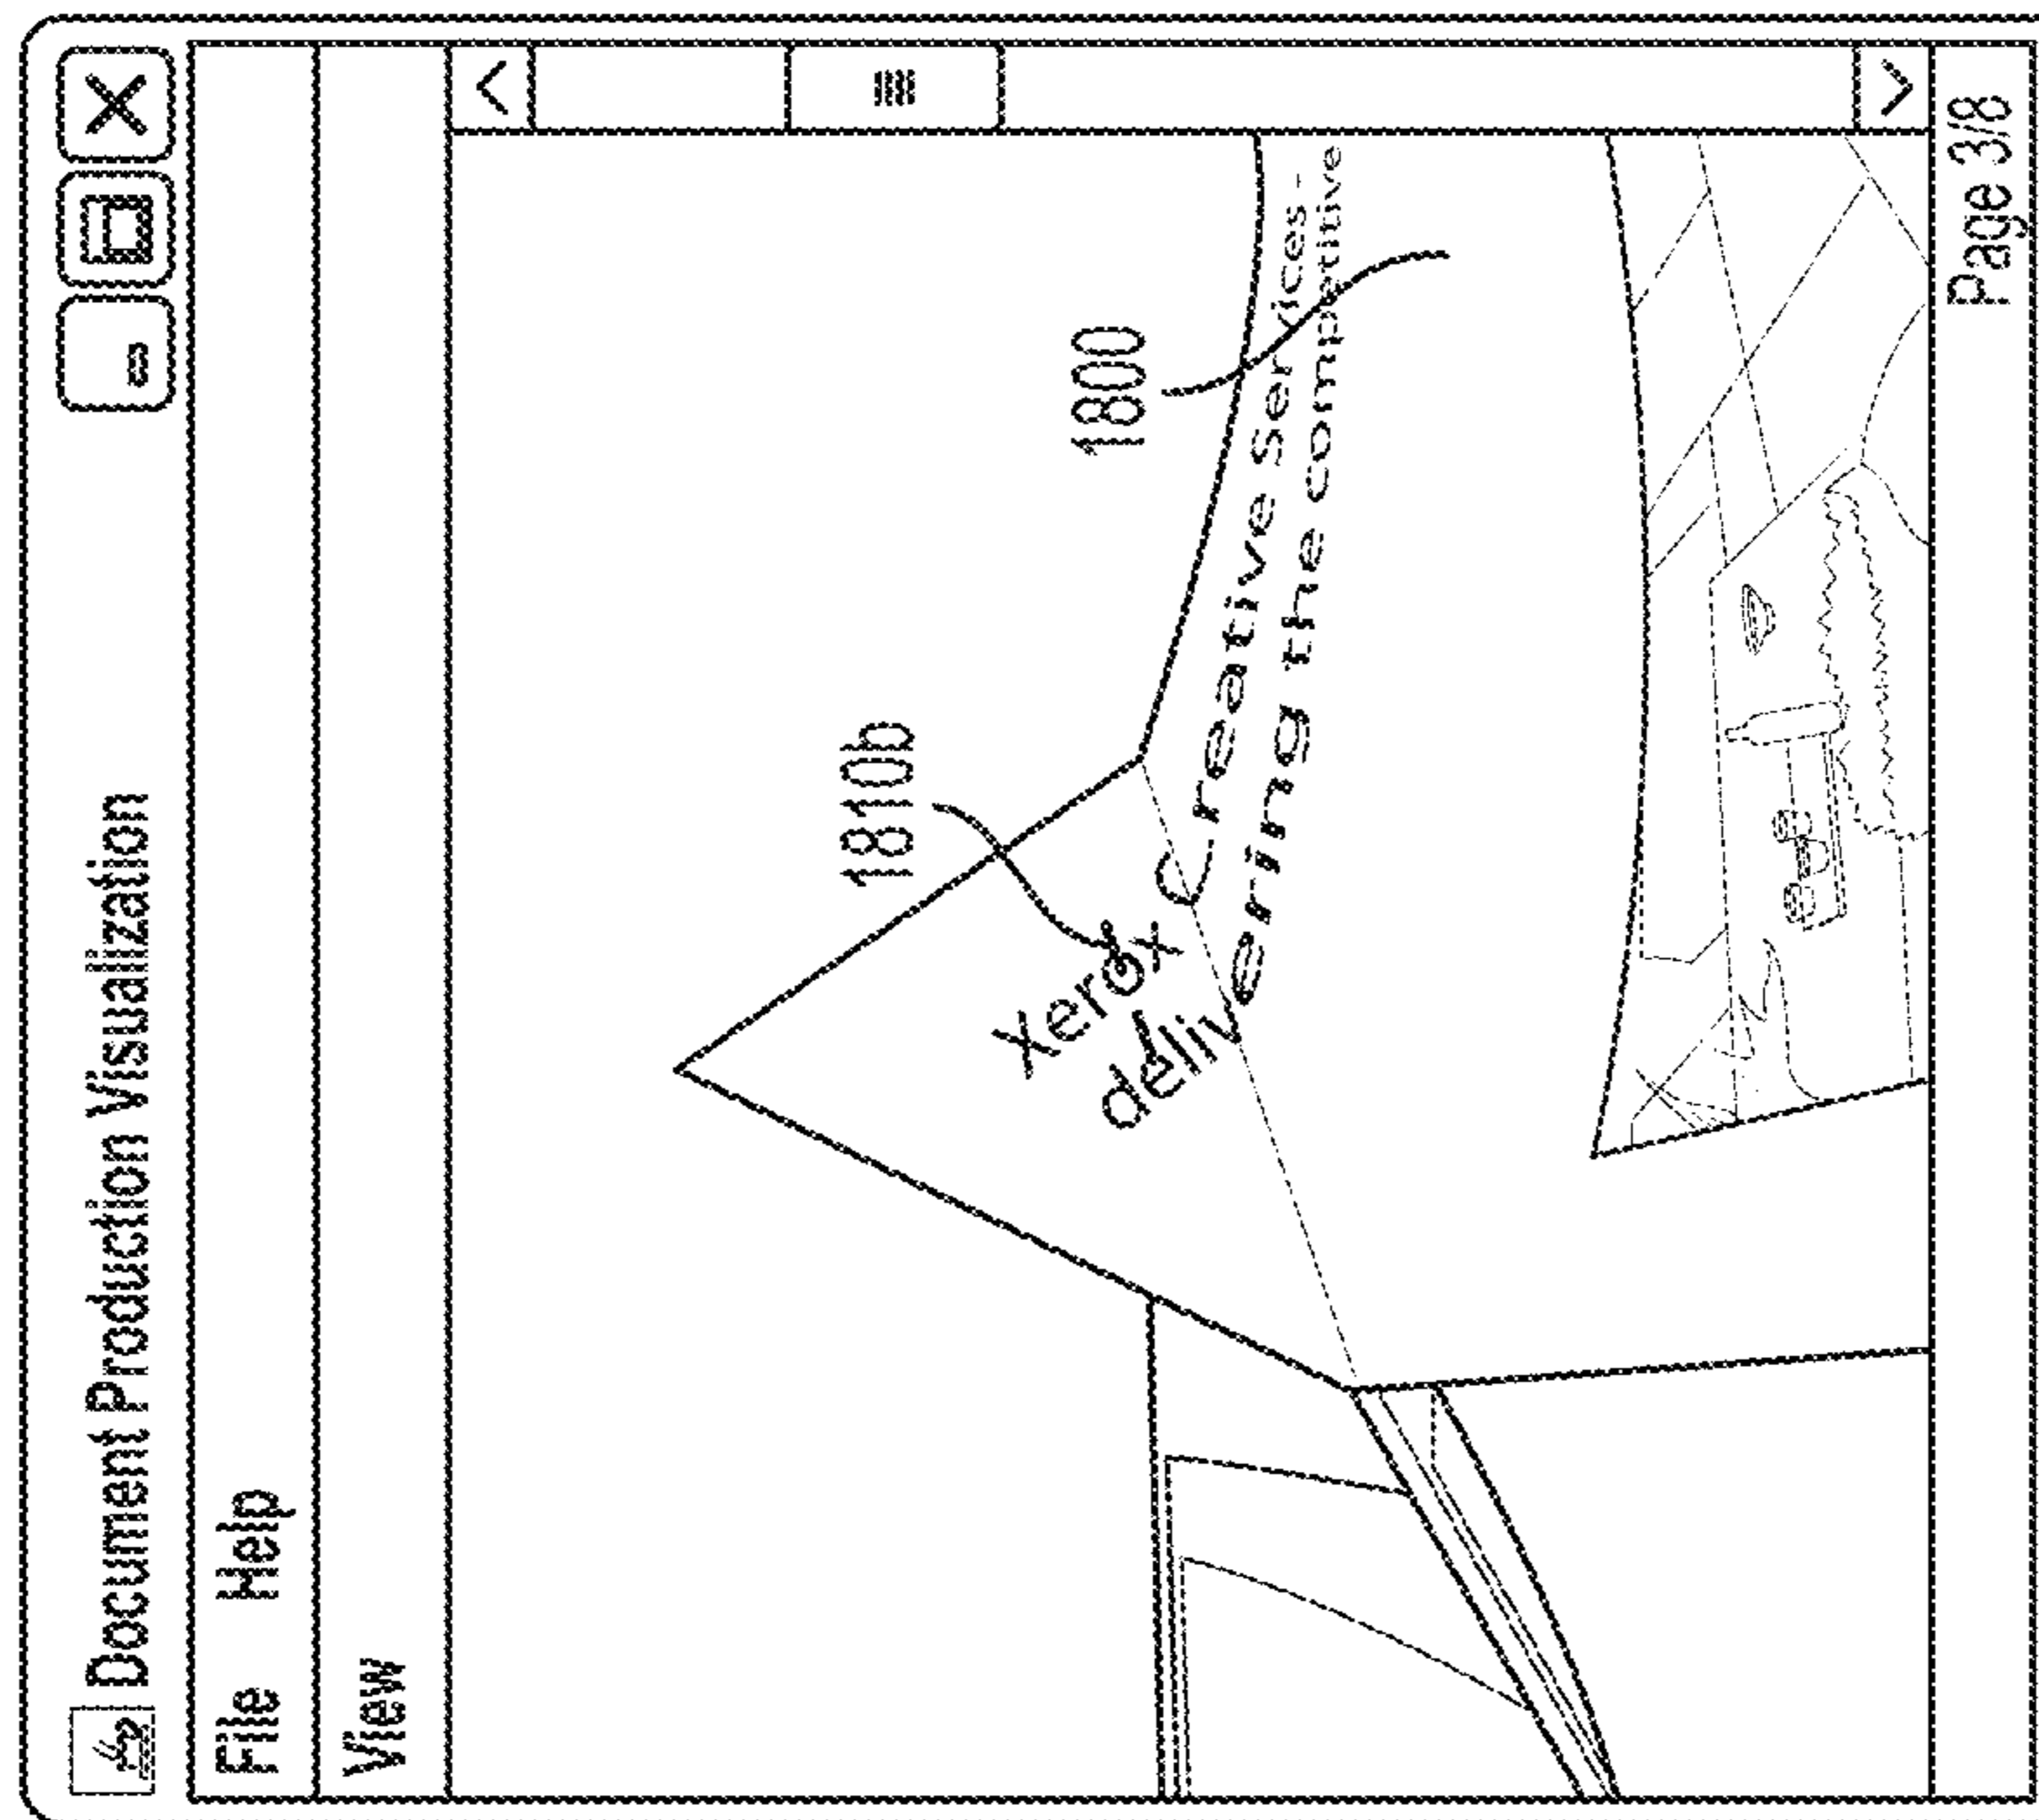 Document Production Visualization
File Help
View
1810b
1800
Xerox Creative Services -
delivering the competitive
Page 3/8